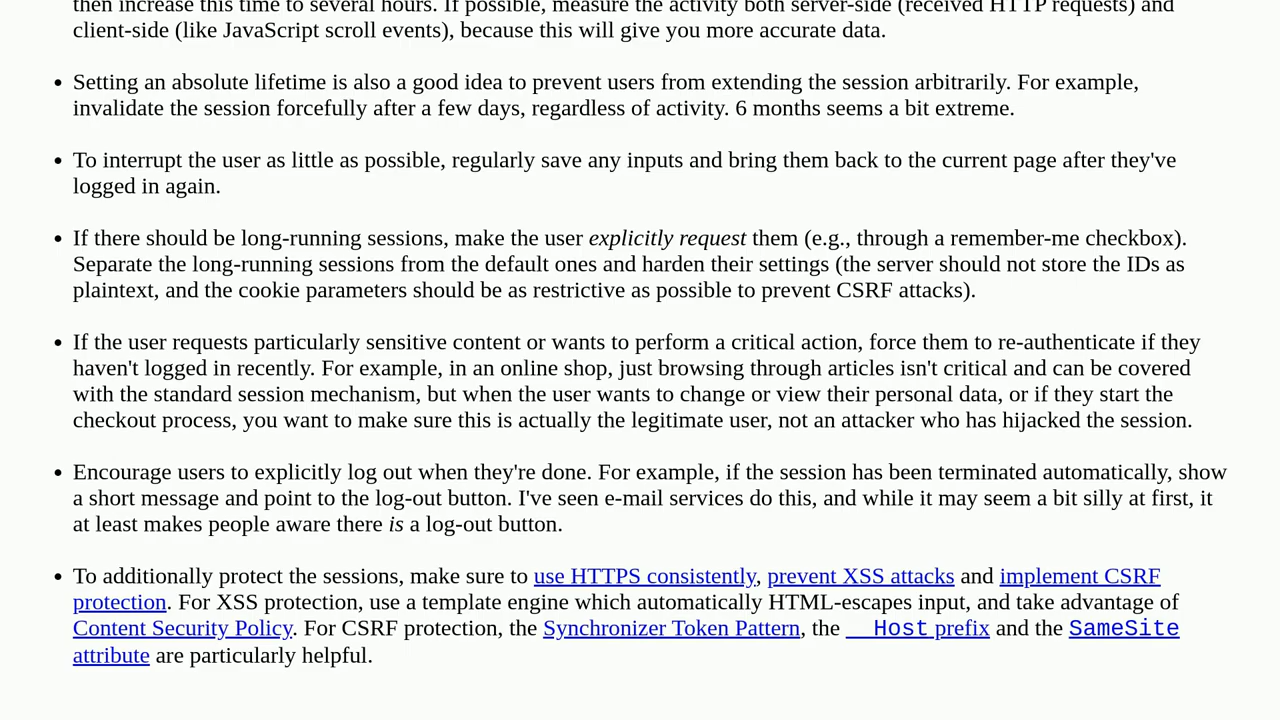 then increase this time to several hours. If possible, measure the activity both server-side (received HTTP requests) and
client-side (like JavaScript scroll events), because this will give you more accurate data.
• Setting an absolute lifetime is also a good idea to prevent users from extending the session arbitrarily. For example,
invalidate the session forcefully after a few days, regardless of activity. 6 months seems a bit extreme.
• To interrupt the user as little as possible, regularly save any inputs and bring them back to the current page after they've
logged in again.
• If there should be long-running sessions, make the user explicitly request them (e.g., through a remember-me checkbox).
Separate the long-running sessions from the default ones and harden their settings (the server should not store the IDs as
plaintext, and the cookie parameters should be as restrictive as possible to prevent CSRF attacks).
• If the user requests particularly sensitive content or wants to perform a critical action, force them to re-authenticate if they
haven't logged in recently. For example, in an online shop, just browsing through articles isn't critical and can be covered
with the standard session mechanism, but when the user wants to change or view their personal data, or if they start the
checkout process, you want to make sure this is actually the legitimate user, not an attacker who has hijacked the session.
• Encourage users to explicitly log out when they're done. For example, if the session has been terminated automatically, show
a short message and point to the log-out button. I've seen e-mail services do this, and while it may seem a bit silly at first, it
at least makes people aware there is a log-out button.
• To additionally protect the sessions, make sure to use HTTPS consistently, prevent XSS attacks and implement CSRF
protection. For XSS protection, use a template engine which automatically HTML-escapes input, and take advantage of
Content Security Policy. For CSRF protection, the Synchronizer Token Pattern, the __Host prefix and the SameSite
attribute are particularly helpful.